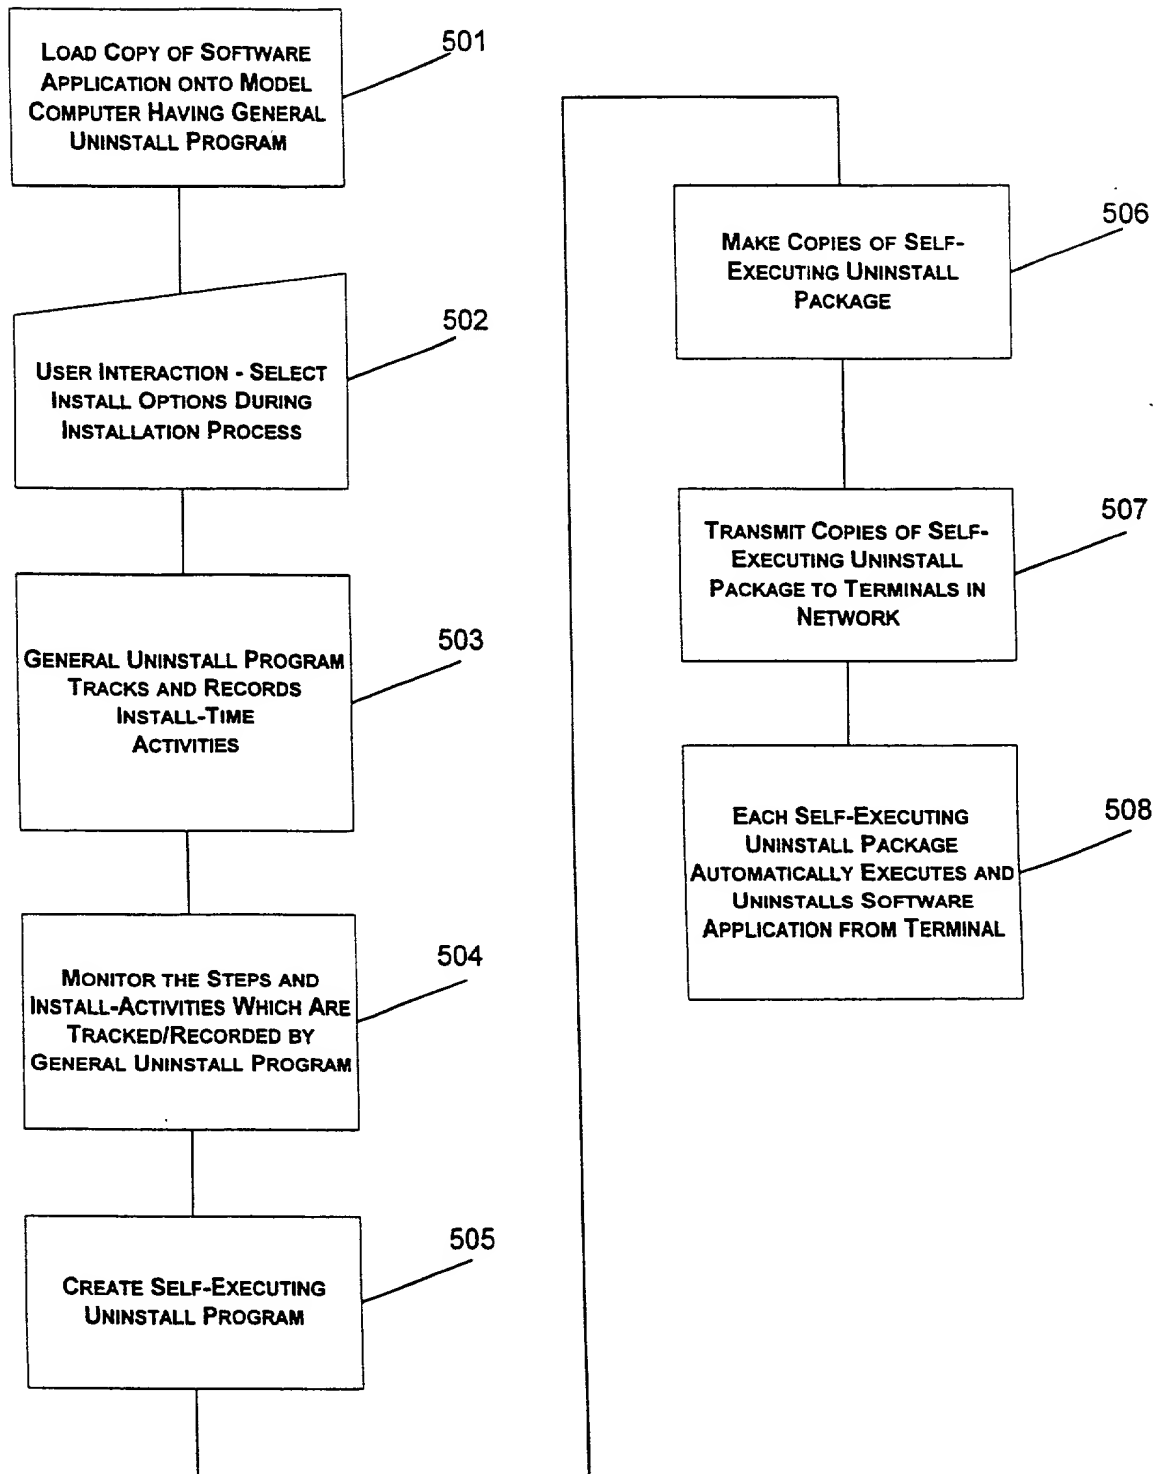 LOAD COPY OF SOFTWARE
APPLICATION ONTO MODEL
COMPUTER HAVING GENERAL
UNINSTALL PROGRAM
501
USER INTERACTION - SELECT
INSTALL OPTIONS DURING
INSTALLATION PROCESS
502
GENERAL UNINSTALL PROGRAM
TRACKS AND RECORDS
INSTALL-TIME
ACTIVITIES
503
MONITOR THE STEPS AND
INSTALL-ACTIVITIES WHICH ARE
TRACKED/RECORDED BY
GENERAL UNINSTALL PROGRAM
504
CREATE SELF-EXECUTING
UNINSTALL PROGRAM
505
MAKE COPIES OF SELF-
EXECUTING UNINSTALL
PACKAGE
506
TRANSMIT COPIES OF SELF-
EXECUTING UNINSTALL
PACKAGE TO TERMINALS IN
NETWORK
507
EACH SELF-EXECUTING
UNINSTALL PACKAGE
AUTOMATICALLY EXECUTES AND
UNINSTALLS SOFTWARE
APPLICATION FROM TERMINAL
508